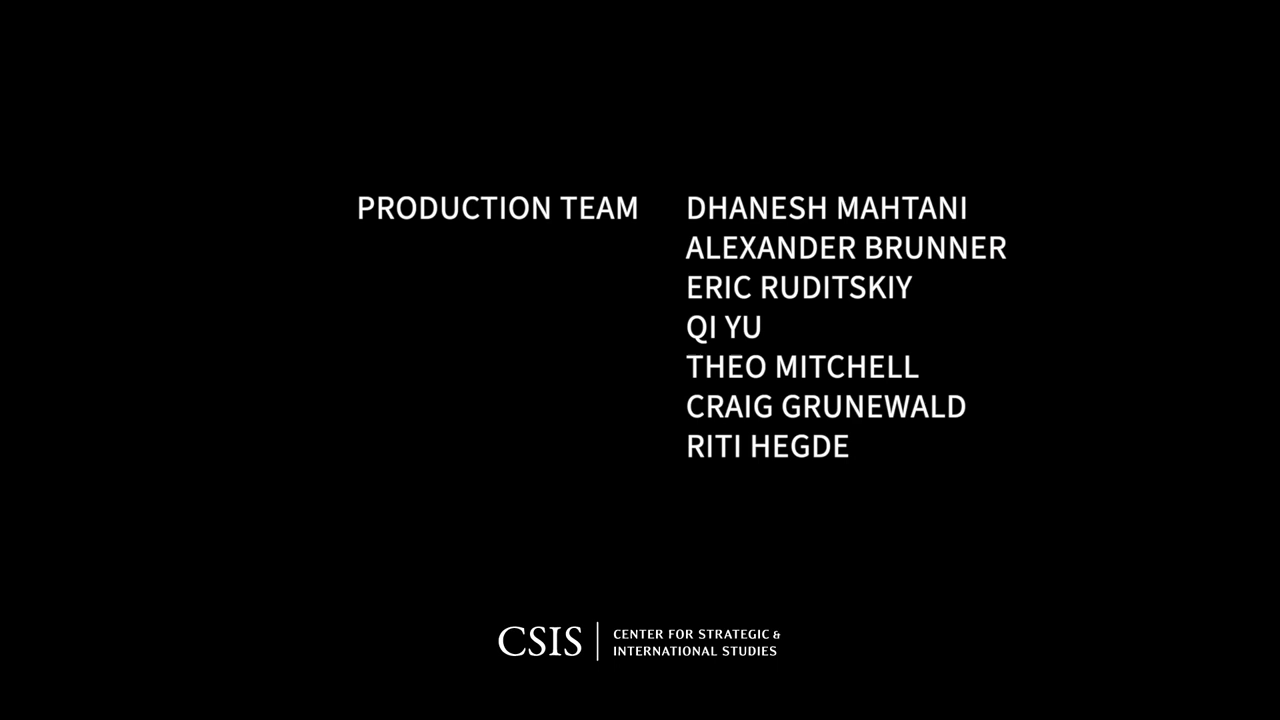 PRODUCTION TEAM DHANESH MAHTANI
ALEXANDER BRUNNER
ERIC RUDITSKIY
QI YU
THEO MITCHELL
CRAIG GRUNEWALD
RITI HEGDE
CSIS CENTER FOR STRATEGIC &
INTERNATIONAL STUDIES